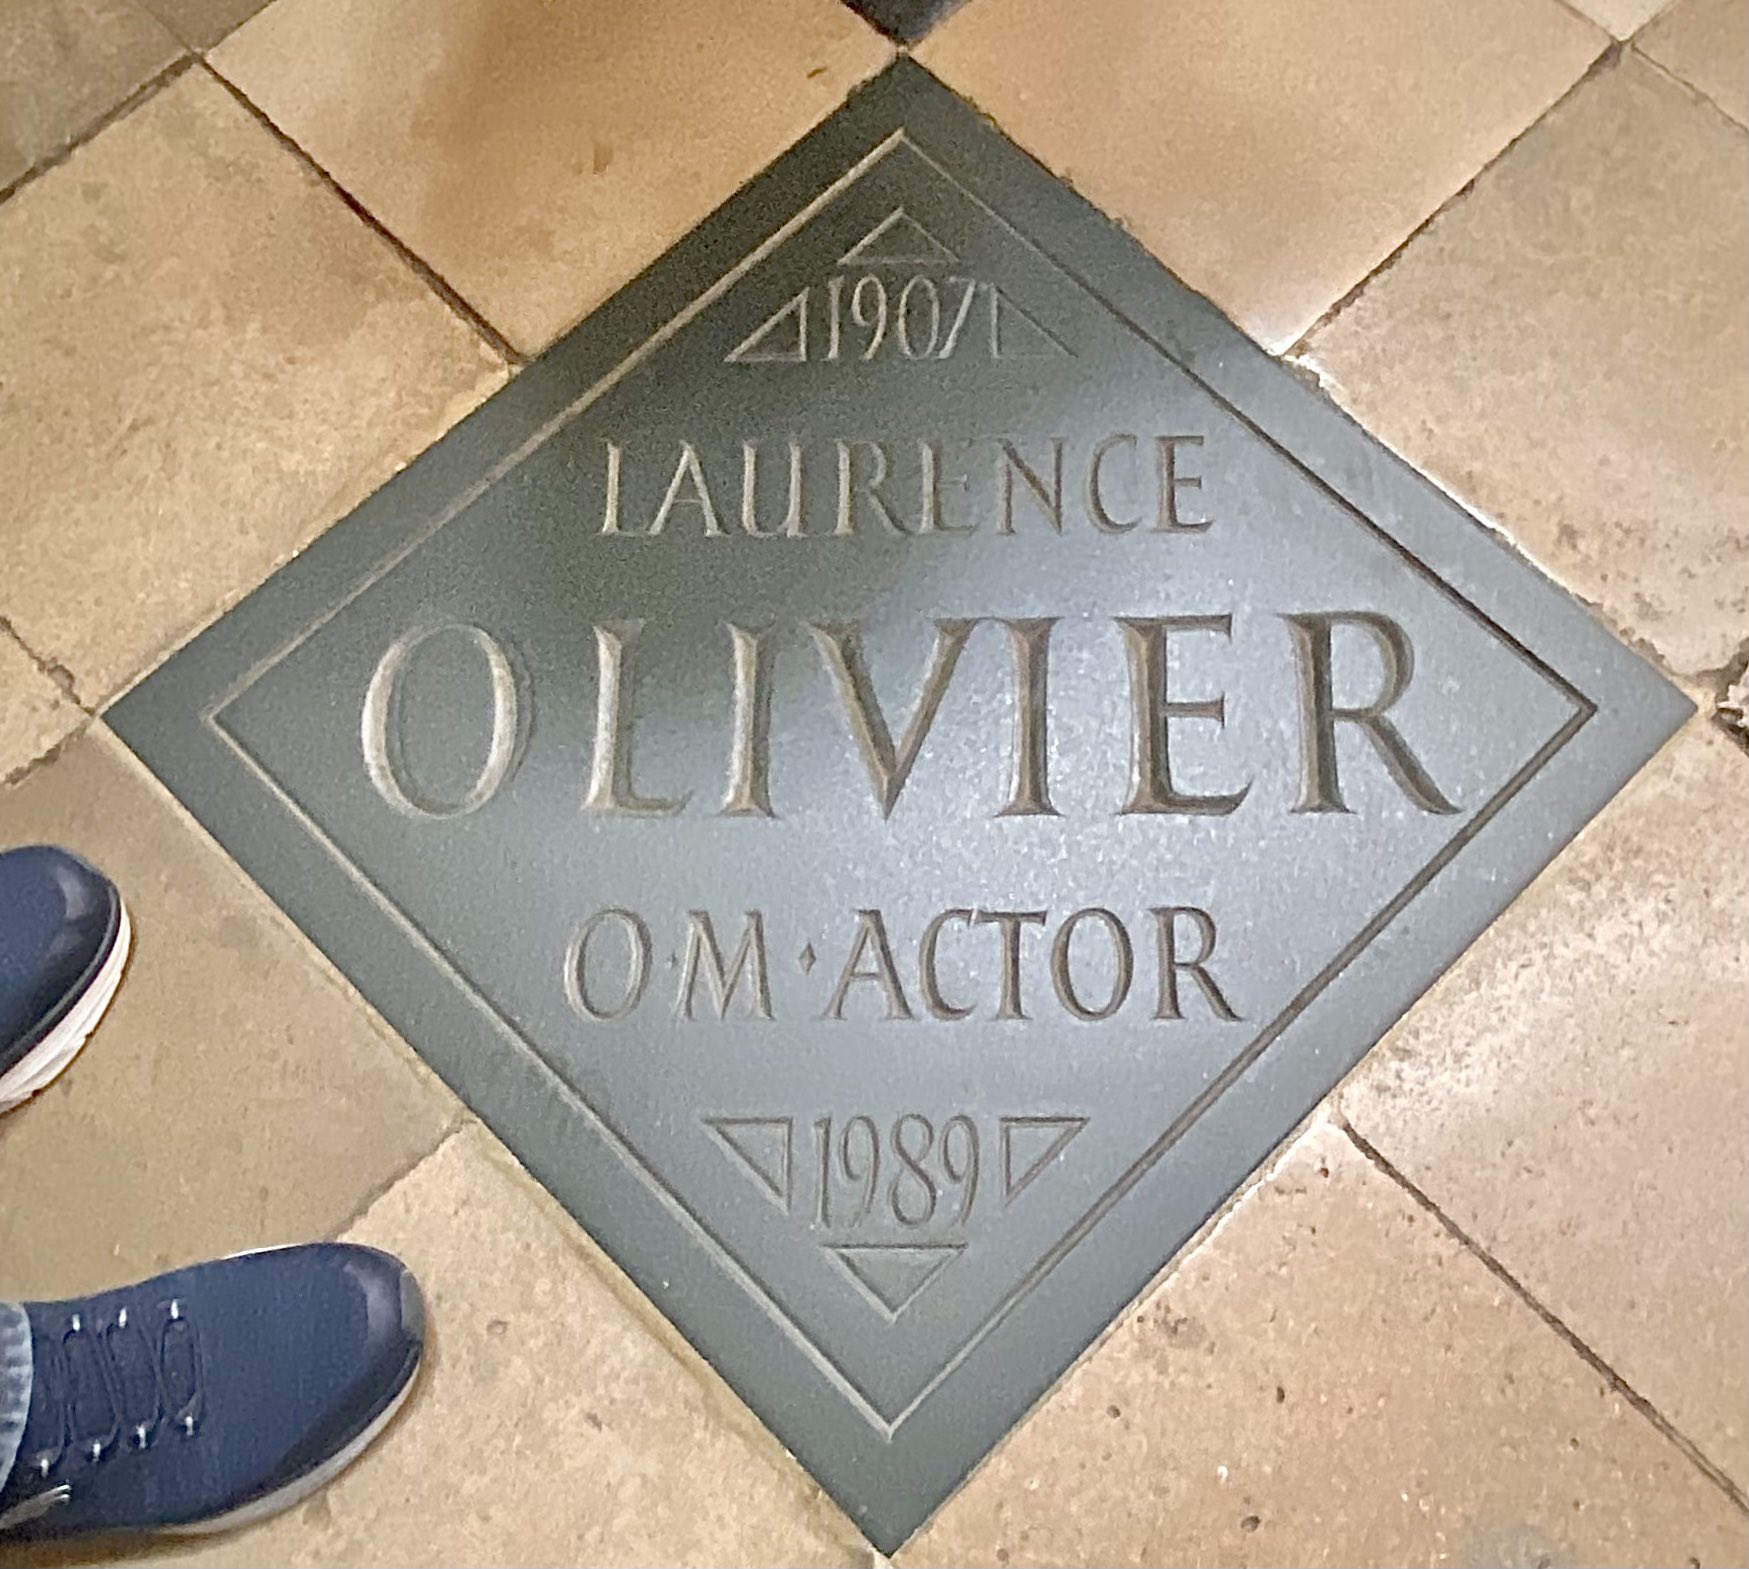 1907
LAURENCE
OLIVIER
O·M·ACTOR
1989